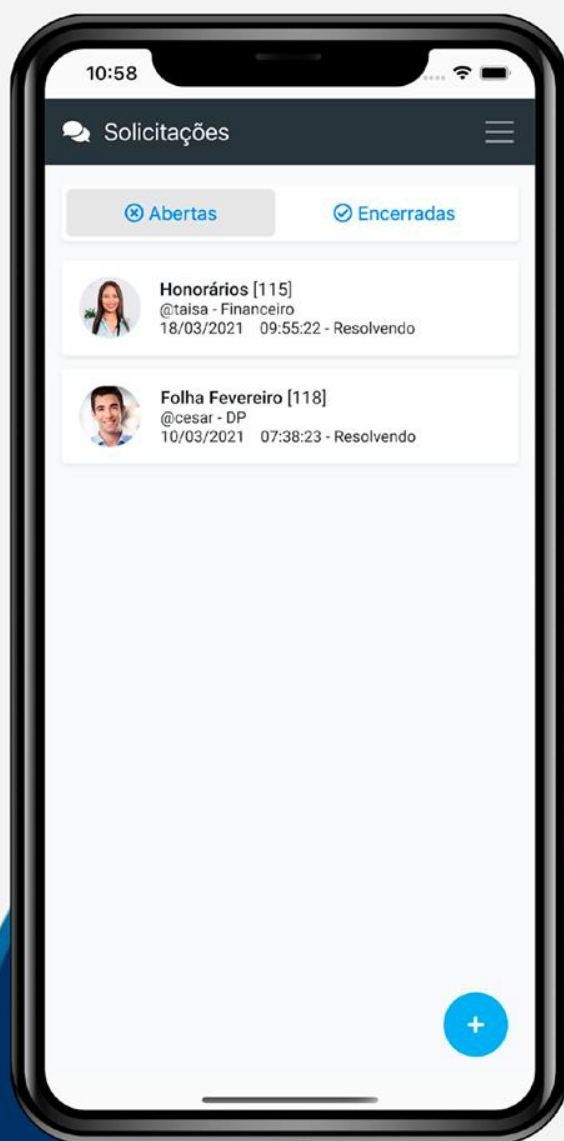 10:58
Solicitações
Abertas
Encerradas
Honorários [115]
@taisa - Financeiro
18/03/2021 09:55:22 - Resolvendo
Folha Fevereiro [118]
@cesar - DP
10/03/2021 07:38:23 - Resolvendo
+